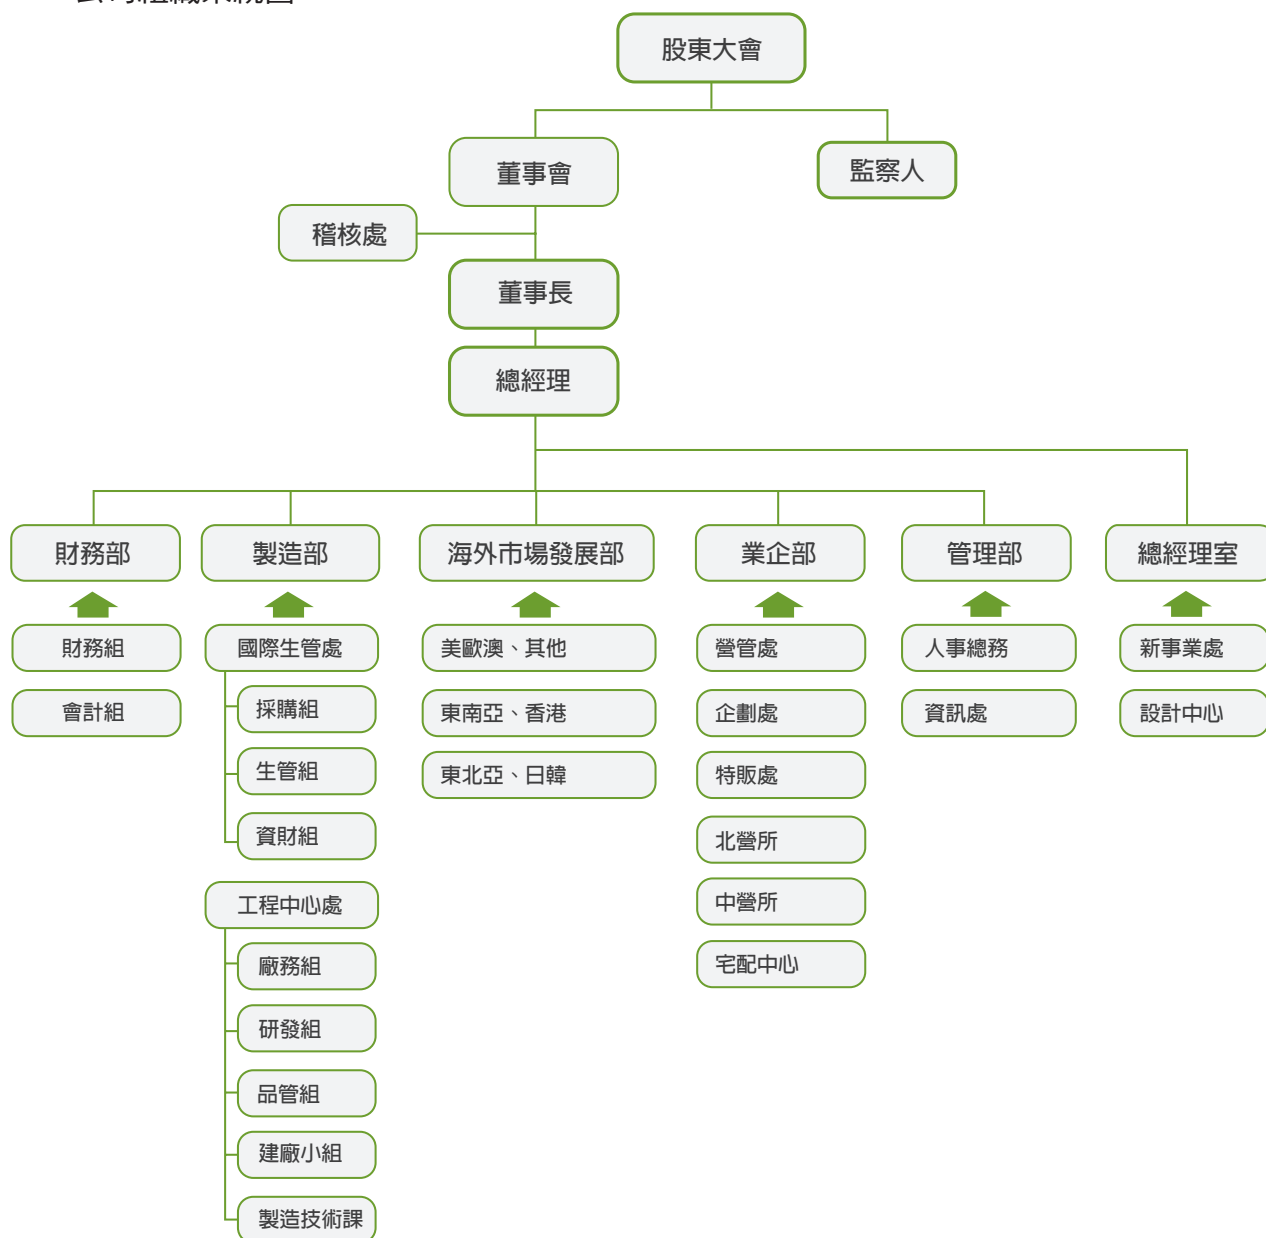 公司組織系統圖
股東大會
董事會
監察人
稽核處
董事長
總經理
財務部
製造部
海外市場發展部
業企部
管理部
總經理室
財務組
會計組
國際生管處
採購組
生管組
資財組
工程中心處
廠務組
研發組
品管組
建廠小組
製造技術課
美歐澳、其他
東南亞、香港
東北亞、日韓
營管處
企劃處
特販處
北營所
中營所
宅配中心
人事總務
資訊處
新事業處
設計中心